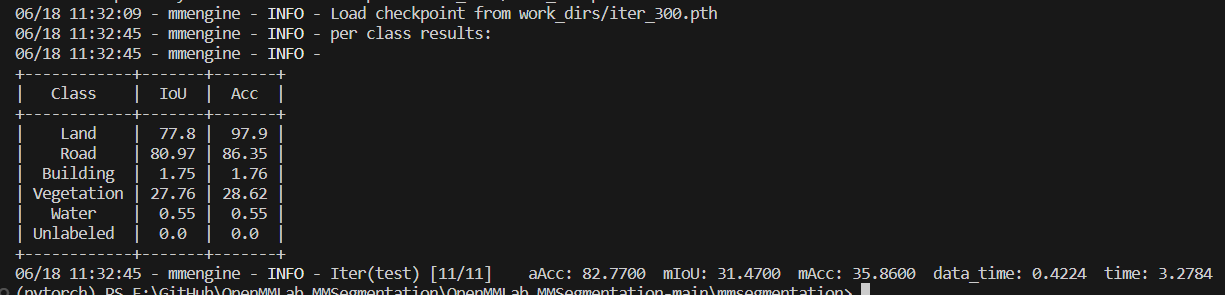 06/18 11:32:09 - mmengine - INFO - Load checkpoint from work_dirs/iter_300.pth
06/18 11:32:45 - mmengine - INFO - per class results:
06/18 11:32:45 - mmengine - INFO -
+------------+-------+-------+
|   Class    |  IoU  |  Acc  |
+------------+-------+-------+
|    Land    |  77.8 |  97.9 |
|    Road    | 80.97 | 86.35 |
|  Building  |  1.75 |  1.76 |
| Vegetation | 27.76 | 28.62 |
|   Water    |  0.55 |  0.55 |
| Unlabeled  |  0.0  |  0.0  |
+------------+-------+-------+
06/18 11:32:45 - mmengine - INFO - Iter(test) [11/11]    aAcc: 82.7700  mIoU: 31.4700  mAcc: 35.8600  data_time: 0.4224  time: 3.2784
(pytorch) PS E:\GitHub\OpenMMLab MMSegmentation\OpenMMLab MMSegmentation-main\mmsegmentation>